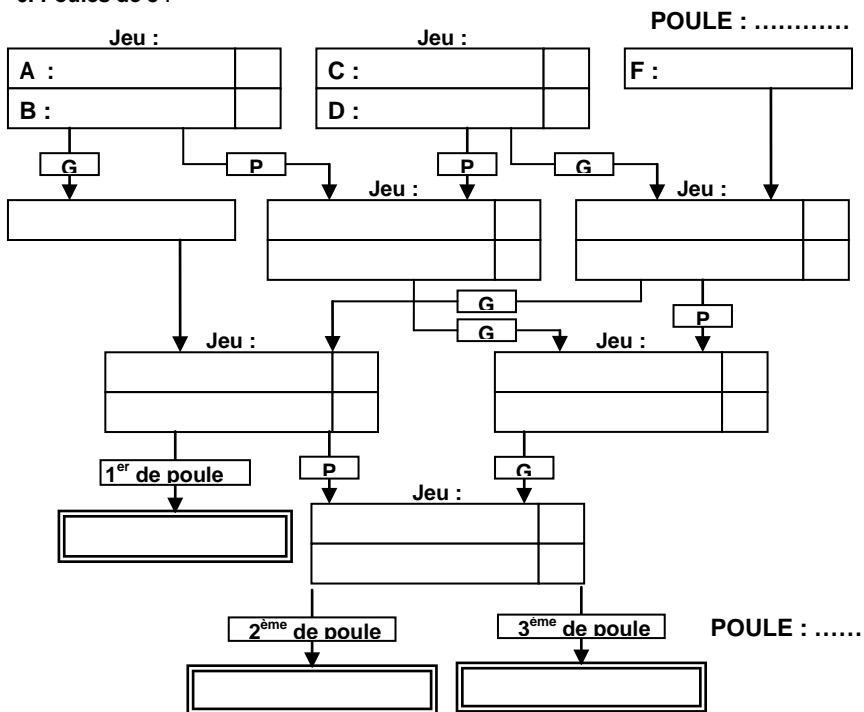 POULE : …………
Jeu : Jeu :
A : C : F :
B : D :
G P P G
Jeu : Jeu :
G
G P
Jeu : Jeu :
1er de poule P G
Jeu :
2ème de poule 3ème de poule POULE : ……